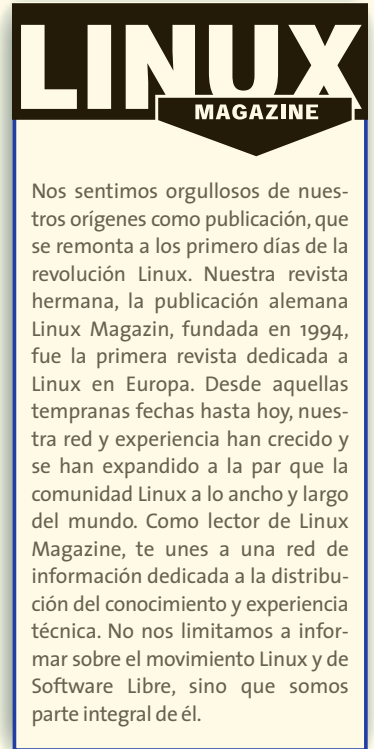 LINUX
MAGAZINE
Nos sentimos orgullosos de nues-
tros orígenes como publicación, que
se remonta a los primero días de la
revolución Linux. Nuestra revista
hermana, la publicación alemana
Linux Magazin, fundada en 1994,
fue la primera revista dedicada a
Linux en Europa. Desde aquellas
tempranas fechas hasta hoy, nues-
tra red y experiencia han crecido y
se han expandido a la par que la
comunidad Linux a lo ancho y largo
del mundo. Como lector de Linux
Magazine, te unes a una red de
información dedicada a la distribu-
ción del conocimiento y experiencia
técnica. No nos limitamos a infor-
mar sobre el movimiento Linux y de
Software Libre, sino que somos
parte integral de él.